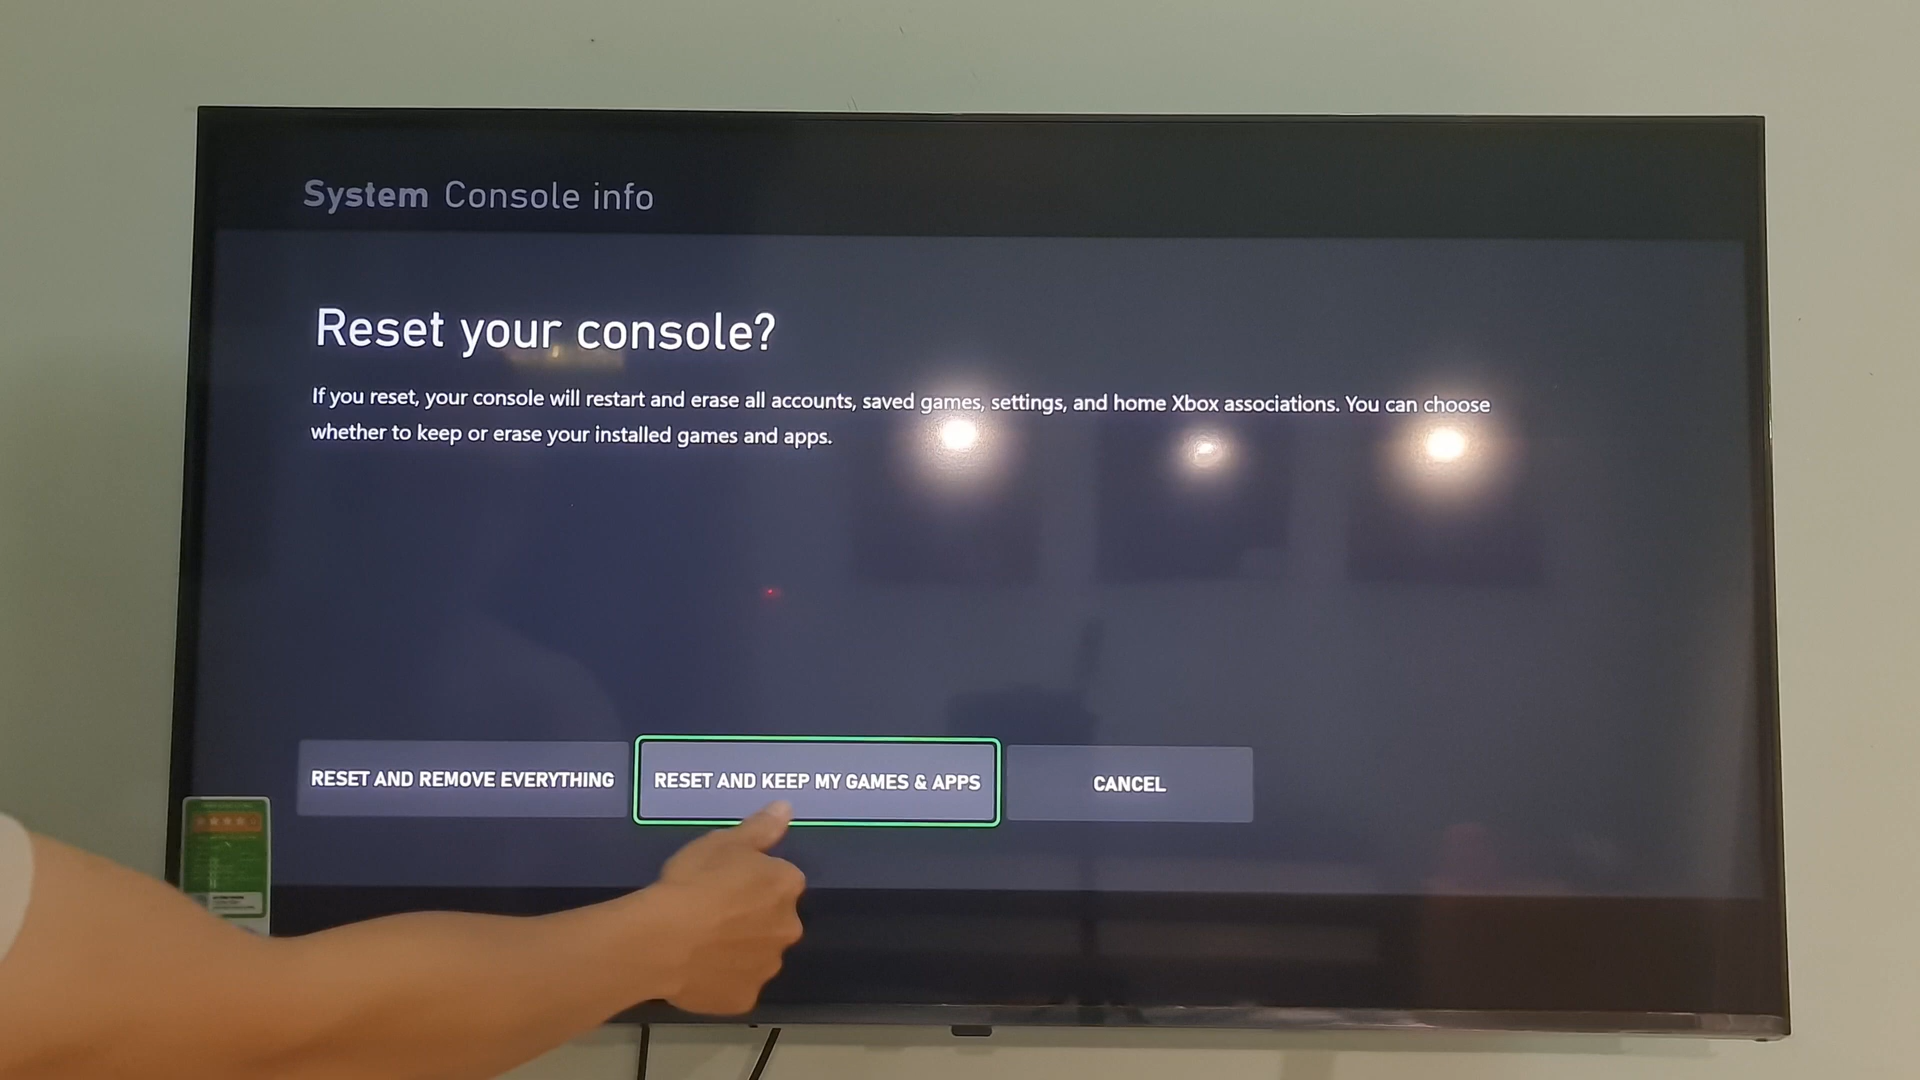 System Console info
Reset your console?
If you reset, your console will restart and erase all accounts, saved games, settings, and home Xbox associations. You can choose
whether to keep or erase your installed games and apps.
RESET AND REMOVE EVERYTHING
RESET AND KEEP MY GAMES & APPS
CANCEL